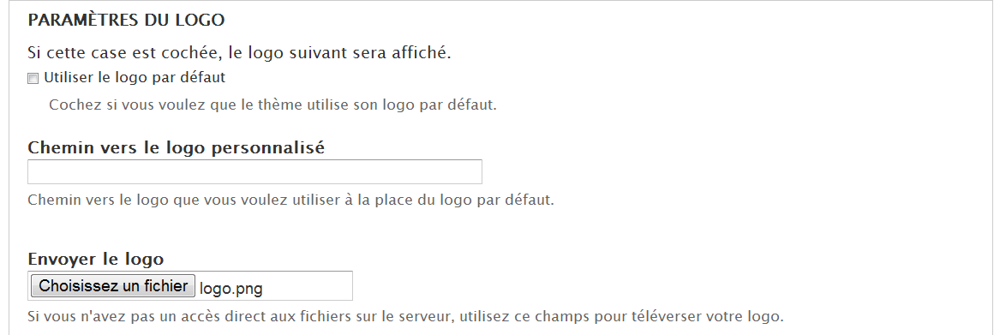 PARAMÈTRES DU LOGO
Si cette case est cochée, le logo suivant sera affiché.
Utiliser le logo par défaut
Cochez si vous voulez que le thème utilise son logo par défaut.
Chemin vers le logo personnalisé
Chemin vers le logo que vous voulez utiliser à la place du logo par défaut.
Envoyer le logo
Choisissez un fichier logo.png
Si vous n'avez pas un accès direct aux fichiers sur le serveur, utilisez ce champs pour téléverser votre logo.